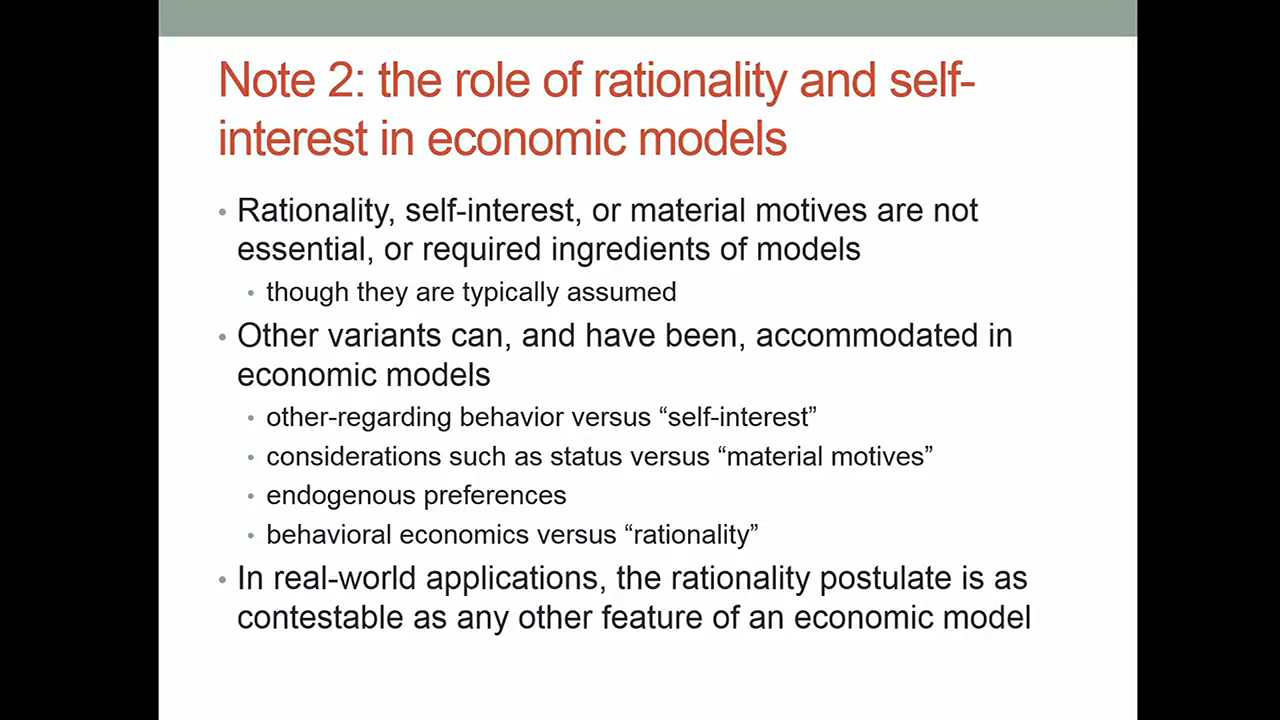 Note 2: the role of rationality and self-
interest in economic models
• Rationality, self-interest, or material motives are not
essential, or required ingredients of models
• though they are typically assumed
• Other variants can, and have been, accommodated in
economic models
• other-regarding behavior versus “self-interest”
• considerations such as status versus “material motives”
• endogenous preferences
• behavioral economics versus “rationality”
• In real-world applications, the rationality postulate is as
contestable as any other feature of an economic model